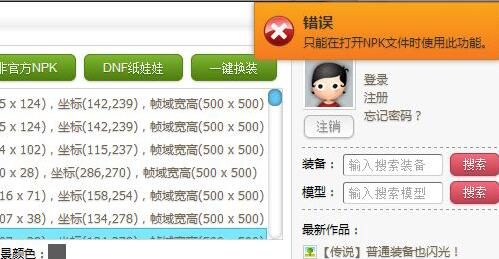 错误
只能在打开NPK文件时使用此功能。
非官方NPK
DNF纸娃娃
一键换装
5 x 124)，坐标(142,239)，帧域宽高(500 x 500)
5 x 124)，坐标(142,239)，帧域宽高(500 x 500)
4 x 102)，坐标(115,237)，帧域宽高(500 x 500)
0 x 28)，坐标(286,270)，帧域宽高(500 x 500)
16 x 71)，坐标(158,254)，帧域宽高(500 x 500)
07 x 38)，坐标(134,278)，帧域宽高(500 x 500)
景颜色：
登录
注册
忘记密码？
注销
装备：
输入搜索装备
搜索
模型：
输入搜索模型
搜索
最新作品：
【传说】普通装备也闪光！